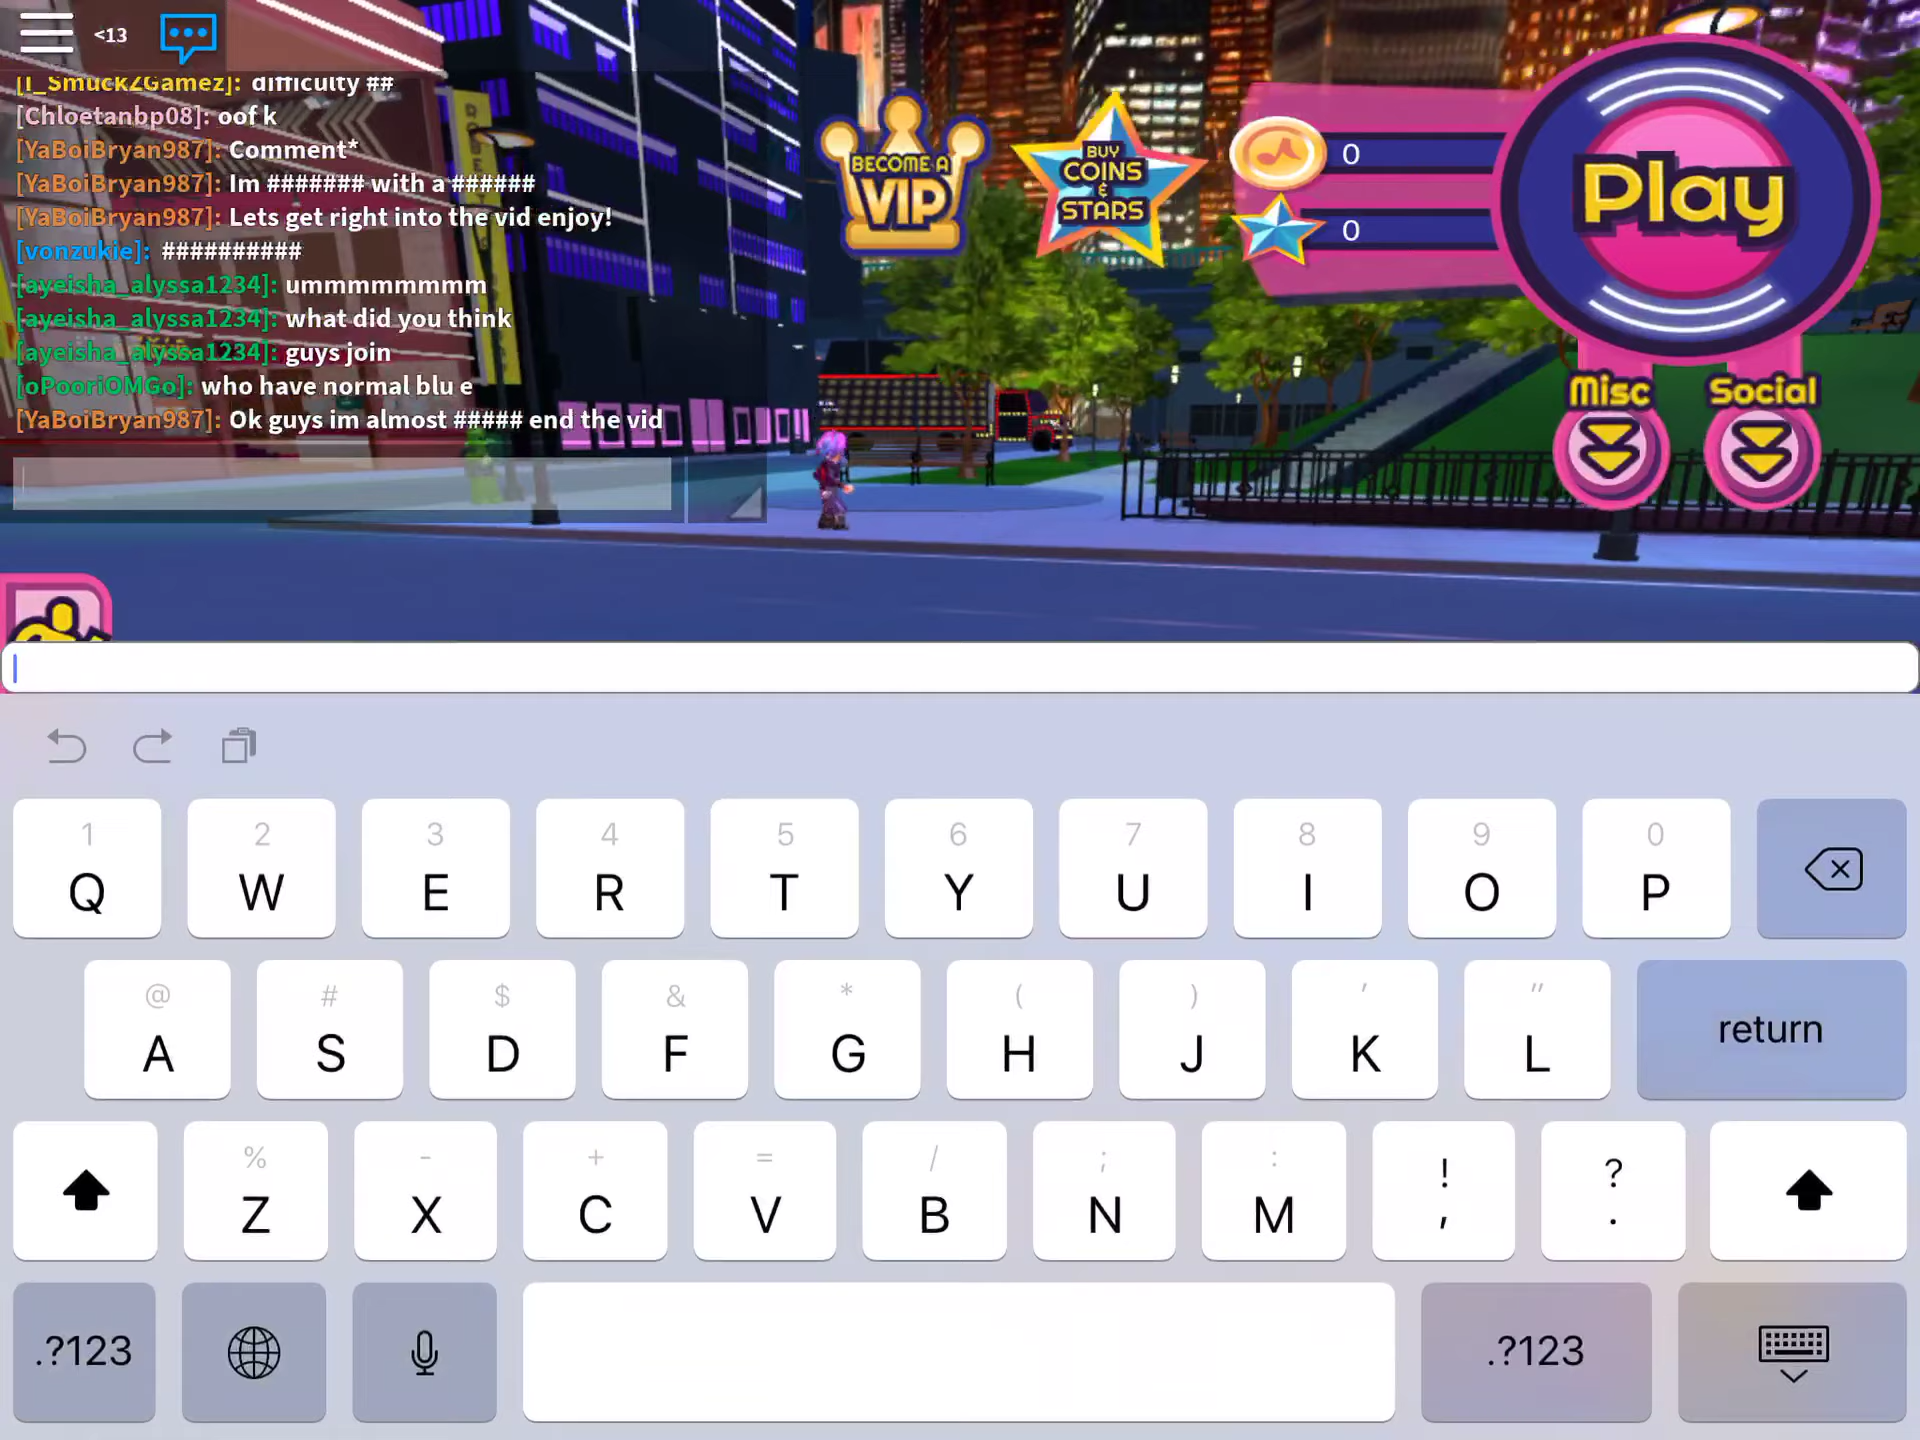 <13
[I_SmuckZGamez]: difficulty ##
[Chloetanbp08]: oof k
[YaBoiBryan987]: Comment*
[YaBoiBryan987]: Im ####### with a ######
[YaBoiBryan987]: Lets get right into the vid enjoy!
[vonzukie]: ##########
[ayeisha_alyssa1234]: ummmmmmmm
[ayeisha_alyssa1234]: what did you think
[ayeisha_alyssa1234]: guys join
[oPooriOMGo]: who have normal blu e
[YaBoiBryan987]: Ok guys im almost ##### end the vid
BECOME A
VIP
BUY
COINS
&
STARS
0
0
Play
Misc
Social
1 2 3 4 5 6 7 8 9 0
Q W E R T Y U I O P
@ # $ & * ( ) ' "
A S D F G H J K L return
% - + = / ; : ! ?
Z X C V B N M , .
.?123 .?123